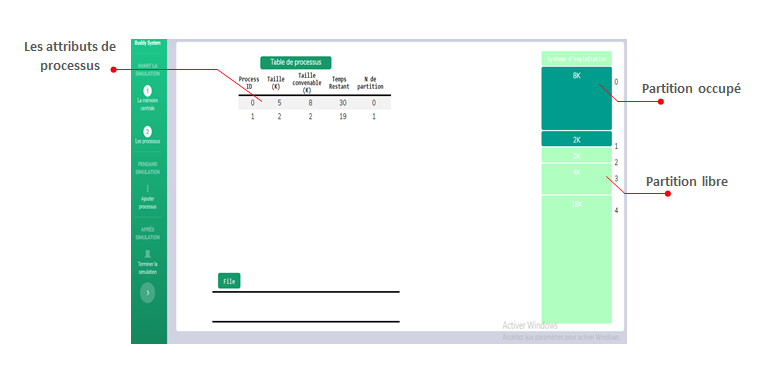 Les attributs de
processus
Buddy System
AVANT LA
SIMULATION
1
La mémoire
centrale
2
Les processus
PENDANT
SIMULATION
Ajouter
processus
APRÈS
SIMULATION
Terminer la
simulation
Table de processus
Process ID Taille (K) Taille convenable (K) Temps Restant N de partition
0 5 8 30 0
1 2 2 19 1
File
Système d'exploitation
8K
0
2K
1
2K
2
4K
3
16K
4
Partition occupé
Partition libre
Activer Windows
Accédez aux paramètres pour activer Windows.